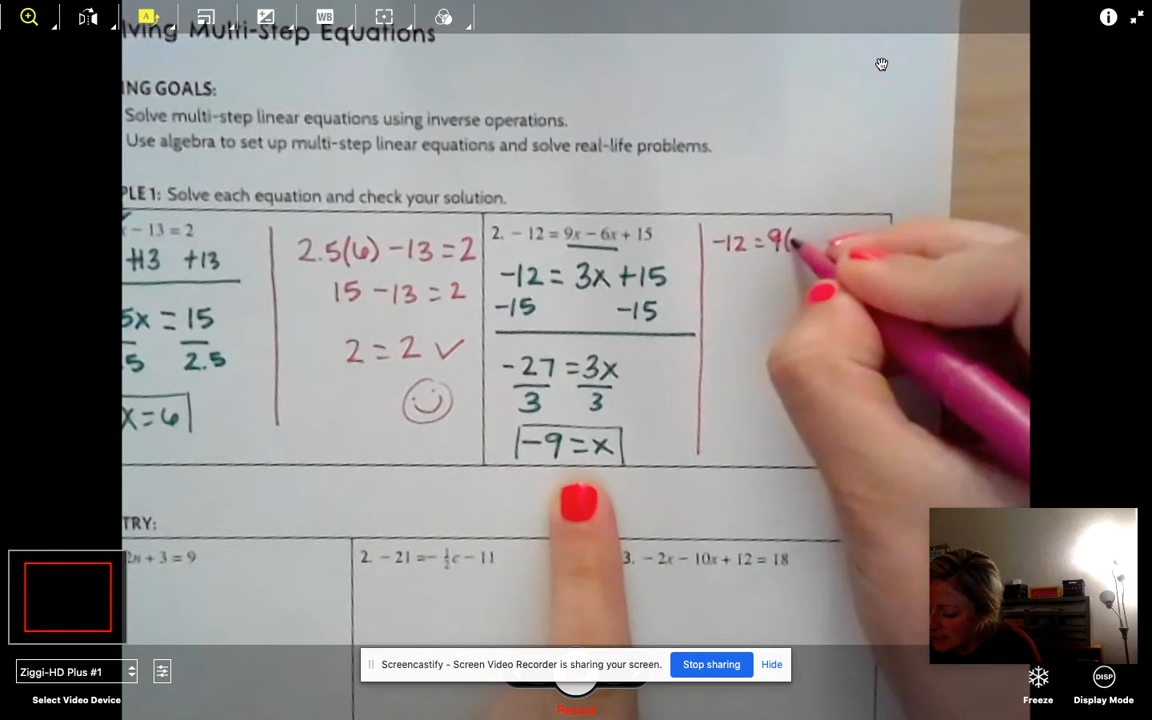 WB
lving Multi-Step Equations
ING GOALS:
Solve multi-step linear equations using inverse operations.
Use algebra to set up multi-step linear equations and solve real-life problems.
PLE 1: Solve each equation and check your solution.
- 13 = 2
+13 +13
5x = 15
5 2.5
x = 6
2.5(6) - 13 = 2
15 - 13 = 2
2 = 2 ✓
2. - 12 = 9x - 6x + 15
-12 = 3x + 15
-15 -15
-27 = 3x
3 3
-9 = x
-12 = 9(
TRY:
2n + 3 = 9
2. - 21 = - 1/2 c - 11
3. - 2x - 10x + 12 = 18
Ziggi-HD Plus #1
Select Video Device
Screencastify - Screen Video Recorder is sharing your screen.
Stop sharing
Hide
Record
DISP
Freeze
Display Mode